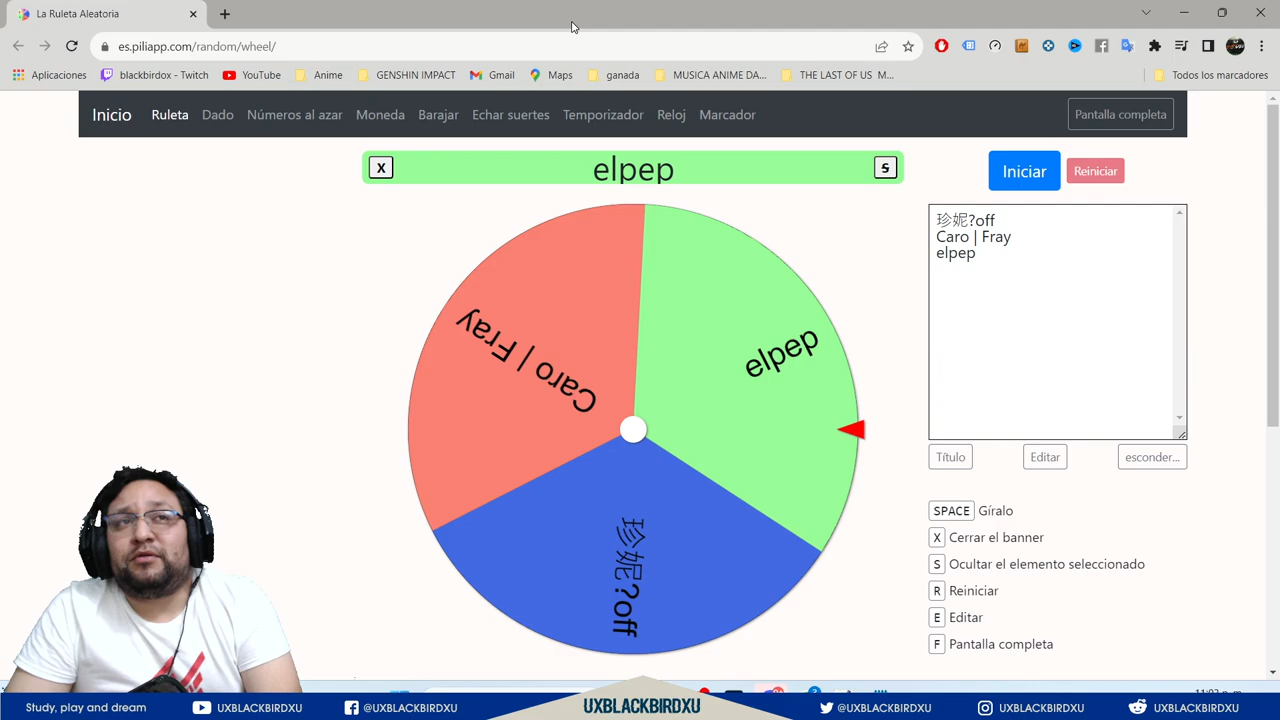 La Ruleta Aleatoria
es.piliapp.com/random/wheel/
Aplicaciones blackbirdox - Twitch YouTube Anime GENSHIN IMPACT Gmail Maps ganada MUSICA ANIME DA... THE LAST OF US M... Todos los marcadores
Inicio Ruleta Dado Números al azar Moneda Barajar Echar suertes Temporizador Reloj Marcador Pantalla completa
X elpep S
Iniciar Reiniciar
珍妮?off
Caro | Fray
elpep
Caro | Fray
elpep
珍妮?off
Título Editar esconder...
SPACE Gíralo
X Cerrar el banner
S Ocultar el elemento seleccionado
R Reiniciar
E Editar
F Pantalla completa
Study, play and dream UXBLACKBIRDXU @UXBLACKBIRDXU UXBLACKBIRDXU @UXBLACKBIRDXU UXBLACKBIRDXU UXBLACKBIRDXU